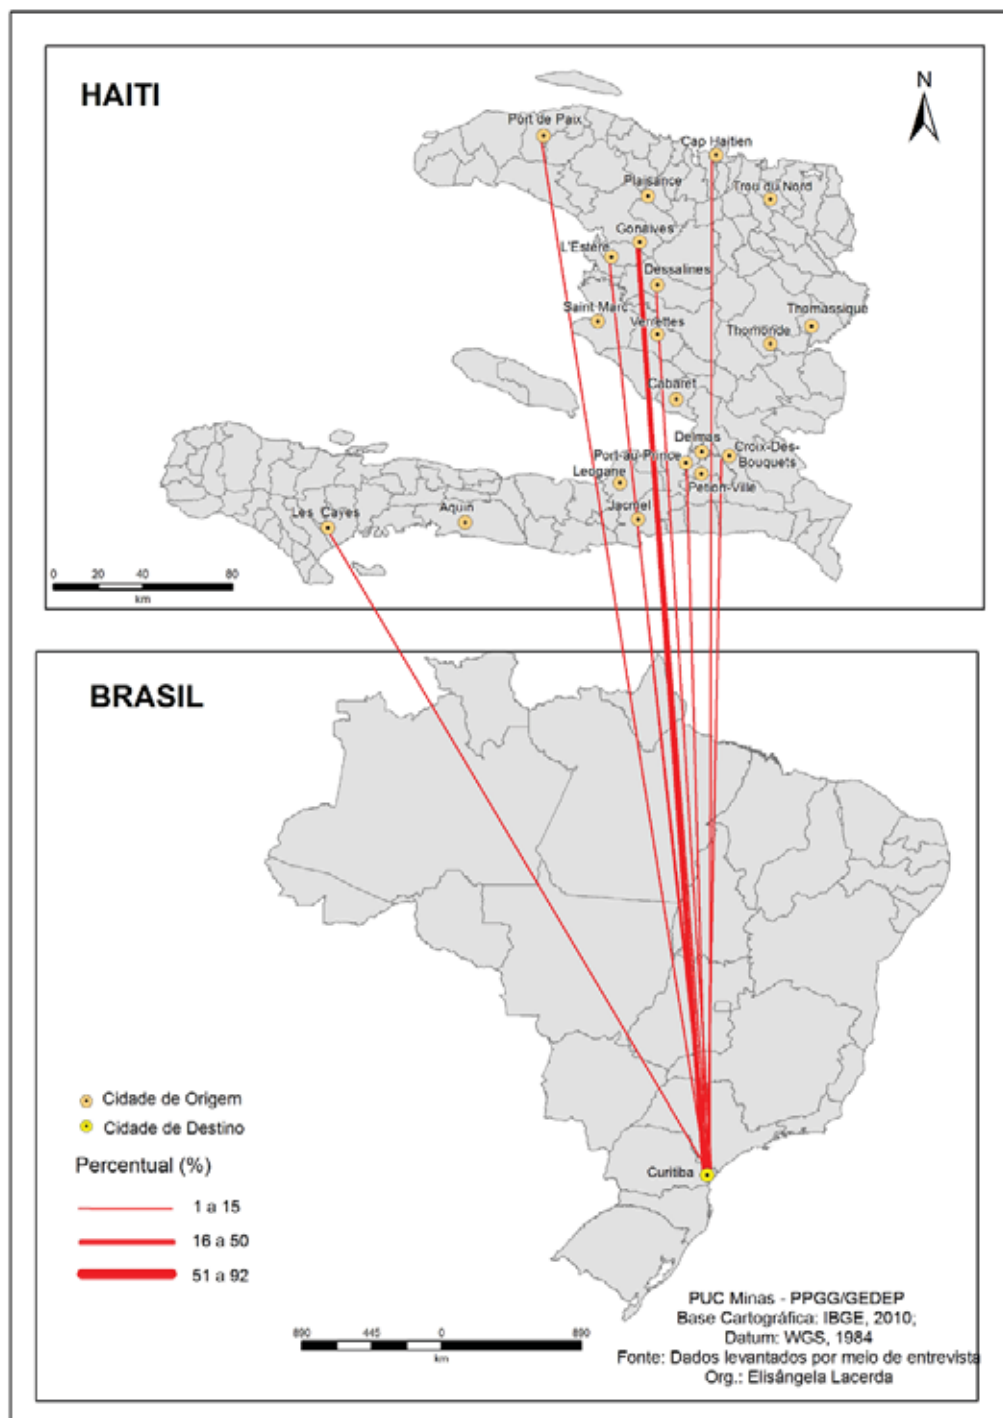 HAITI
N
Port de Paix
Cap Haitien
Plaisance
Trou du Nord
Gonaives
L'Estère
Dessalines
Saint Marc
Verrettes
Thomassique
Thomonde
Cabaret
Delmas
Port-au-Prince
Croix-Des-
Bouquets
Leogane
Petion-Ville
Jacmel
Les Cayes
Aquin
0 20 40 80
km
BRASIL
Cidade de Origem
Cidade de Destino
Percentual (%)
1 a 15
16 a 50
51 a 92
Curitiba
890 445 0 890
km
PUC Minas - PPGG/GEDEP
Base Cartográfica: IBGE, 2010;
Datum: WGS, 1984
Fonte: Dados levantados por meio de entrevista
Org.: Elisângela Lacerda